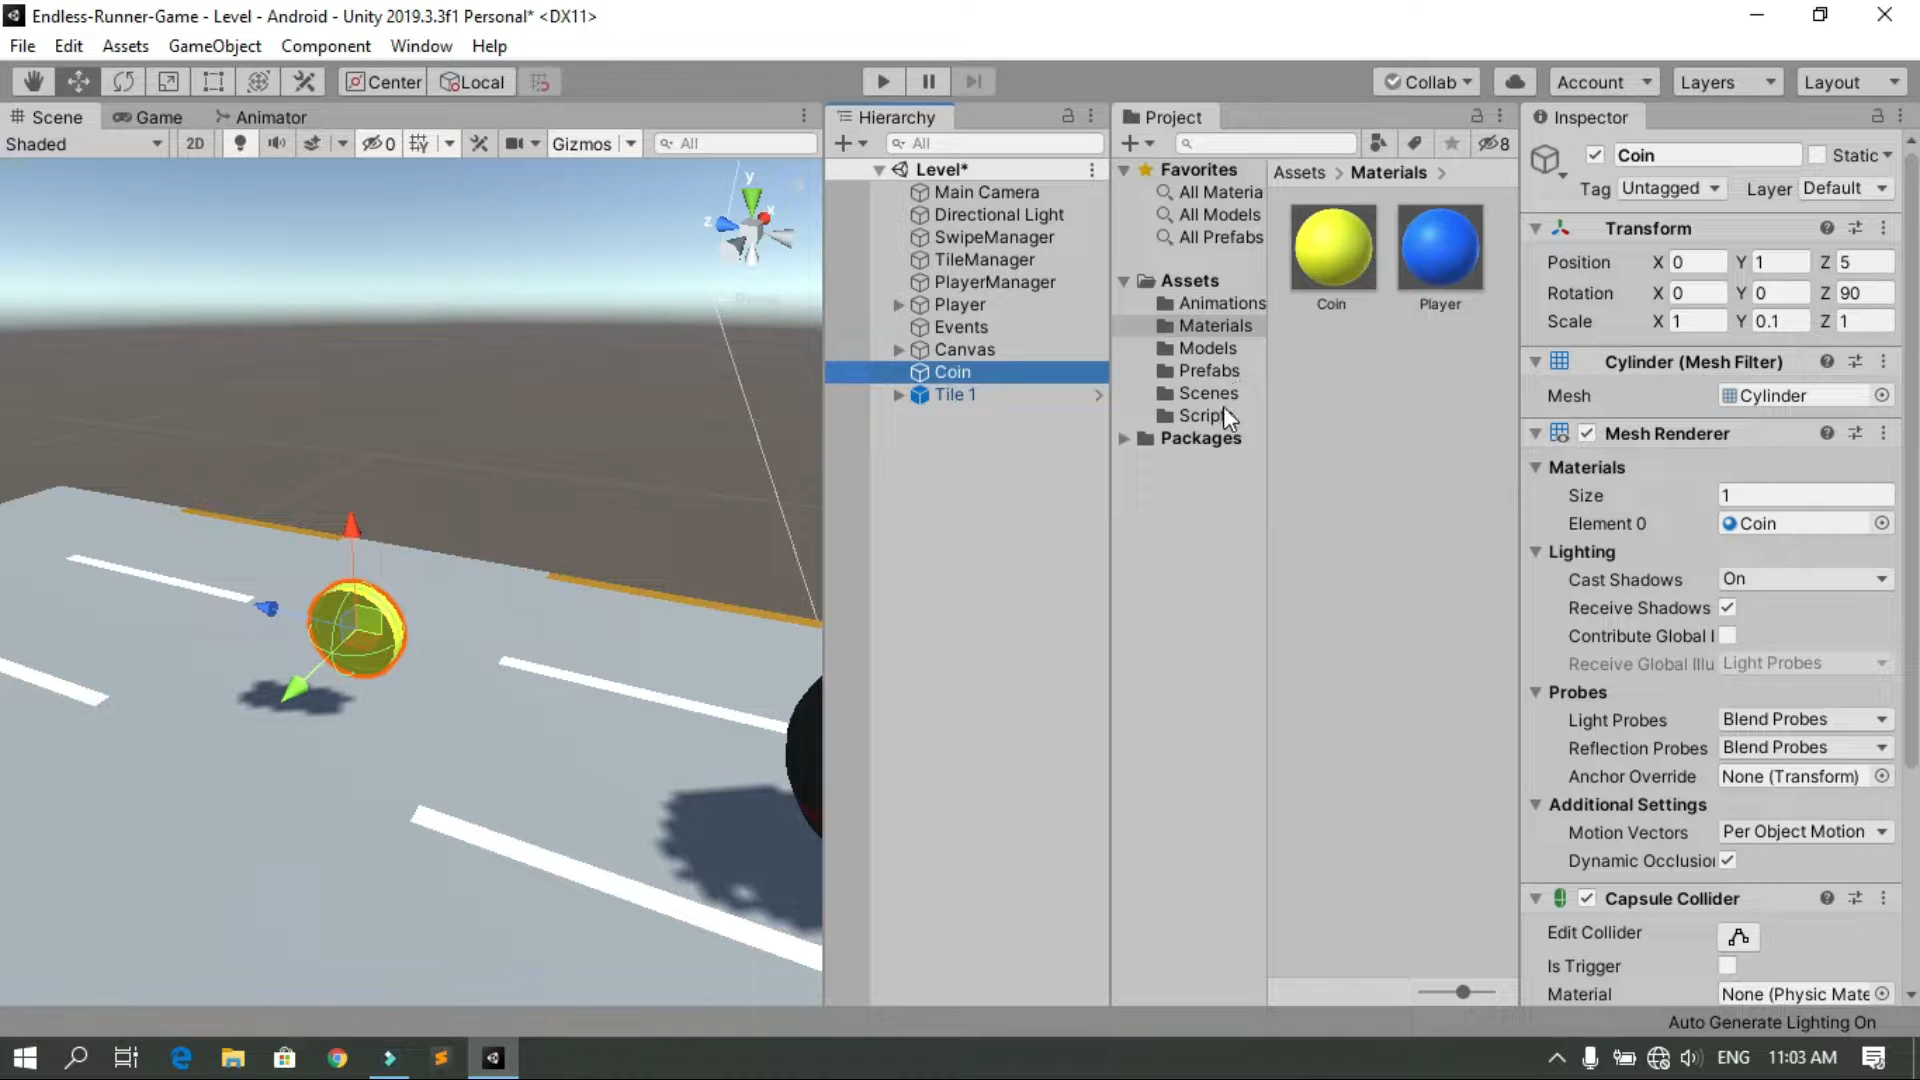 Endless-Runner-Game - Level - Android - Unity 2019.3.3f1 Personal* <DX11>
File Edit Assets GameObject Component Window Help
Center Local Collab Account Layers Layout
Scene Game Animator
Shaded 2D 0 Gizmos All
y
x
z
Hierarchy
All
Level*
Main Camera
Directional Light
SwipeManager
TileManager
PlayerManager
Player
Events
Canvas
Coin
Tile 1
Project
8
Favorites
All Materia
All Models
All Prefabs
Assets
Animations
Materials
Models
Prefabs
Scenes
Script
Packages
Assets > Materials >
Coin Player
Inspector
Coin Static
Tag Untagged Layer Default
Transform
Position X 0 Y 1 Z 5
Rotation X 0 Y 0 Z 90
Scale X 1 Y 0.1 Z 1
Cylinder (Mesh Filter)
Mesh Cylinder
Mesh Renderer
Materials
Size 1
Element 0 Coin
Lighting
Cast Shadows On
Receive Shadows
Contribute Global I
Receive Global Illu Light Probes
Probes
Light Probes Blend Probes
Reflection Probes Blend Probes
Anchor Override None (Transform)
Additional Settings
Motion Vectors Per Object Motion
Dynamic Occlusion
Capsule Collider
Edit Collider
Is Trigger
Material None (Physic Mate
Auto Generate Lighting On
ENG 11:03 AM